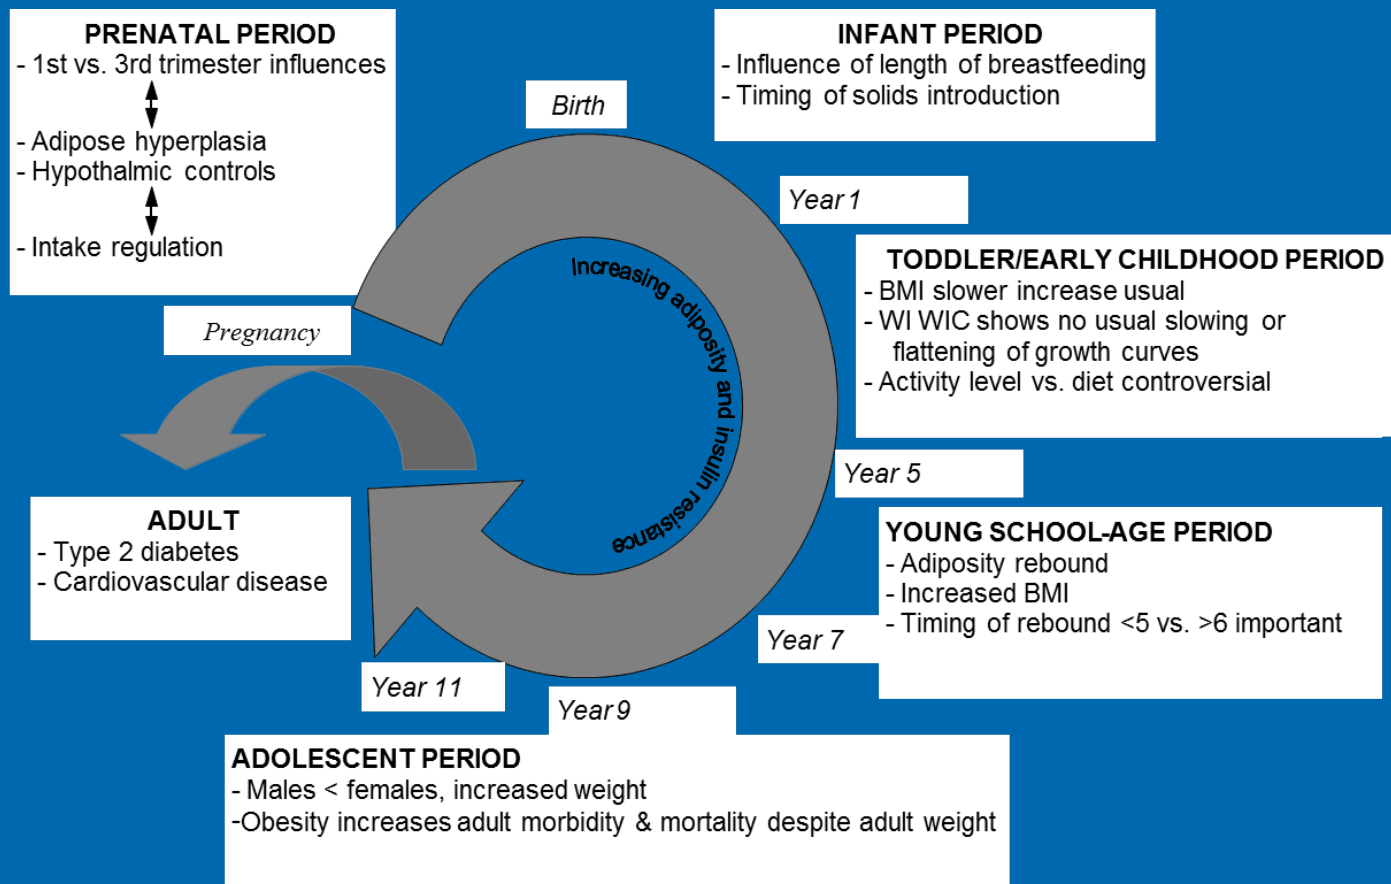 PRENATAL PERIOD
- 1st vs. 3rd trimester influences
- Adipose hyperplasia
- Hypothalmic controls
- Intake regulation
Birth
INFANT PERIOD
- Influence of length of breastfeeding
- Timing of solids introduction
Year 1
TODDLER/EARLY CHILDHOOD PERIOD
- BMI slower increase usual
- WI WIC shows no usual slowing or
flattening of growth curves
- Activity level vs. diet controversial
Increasing adiposity and insulin resistance
Pregnancy
Year 5
ADULT
- Type 2 diabetes
- Cardiovascular disease
YOUNG SCHOOL-AGE PERIOD
- Adiposity rebound
- Increased BMI
- Timing of rebound <5 vs. >6 important
Year 7
Year 11
Year 9
ADOLESCENT PERIOD
- Males < females, increased weight
-Obesity increases adult morbidity & mortality despite adult weight